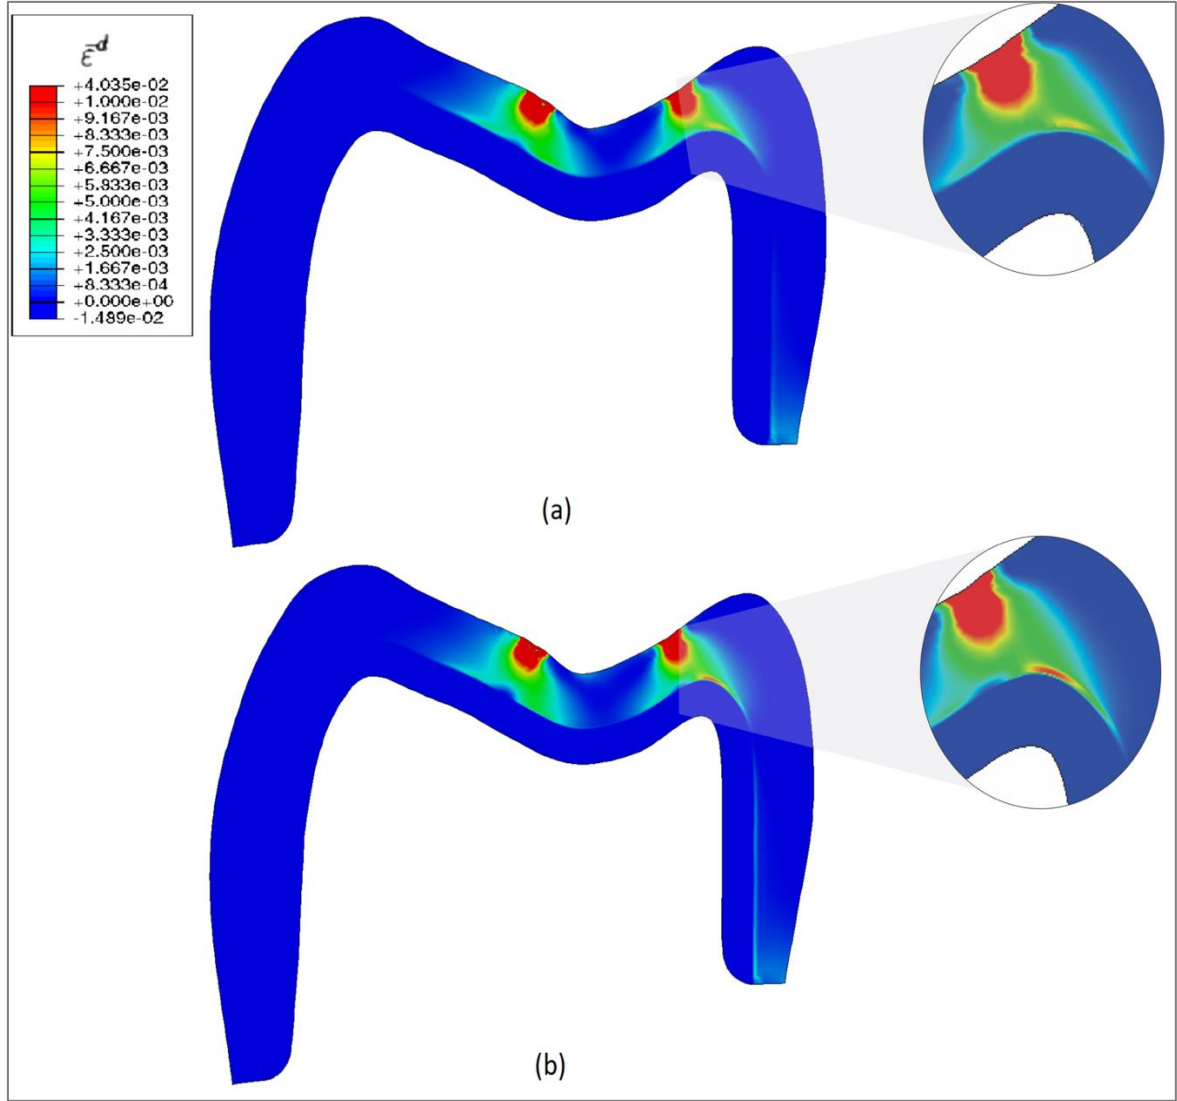 ε̄ᵈ
+4.035e-02
+1.000e-02
+9.167e-03
+8.333e-03
+7.500e-03
+6.667e-03
+5.833e-03
+5.000e-03
+4.167e-03
+3.333e-03
+2.500e-03
+1.667e-03
+8.333e-04
+0.000e+00
-1.489e-02
(a)
(b)